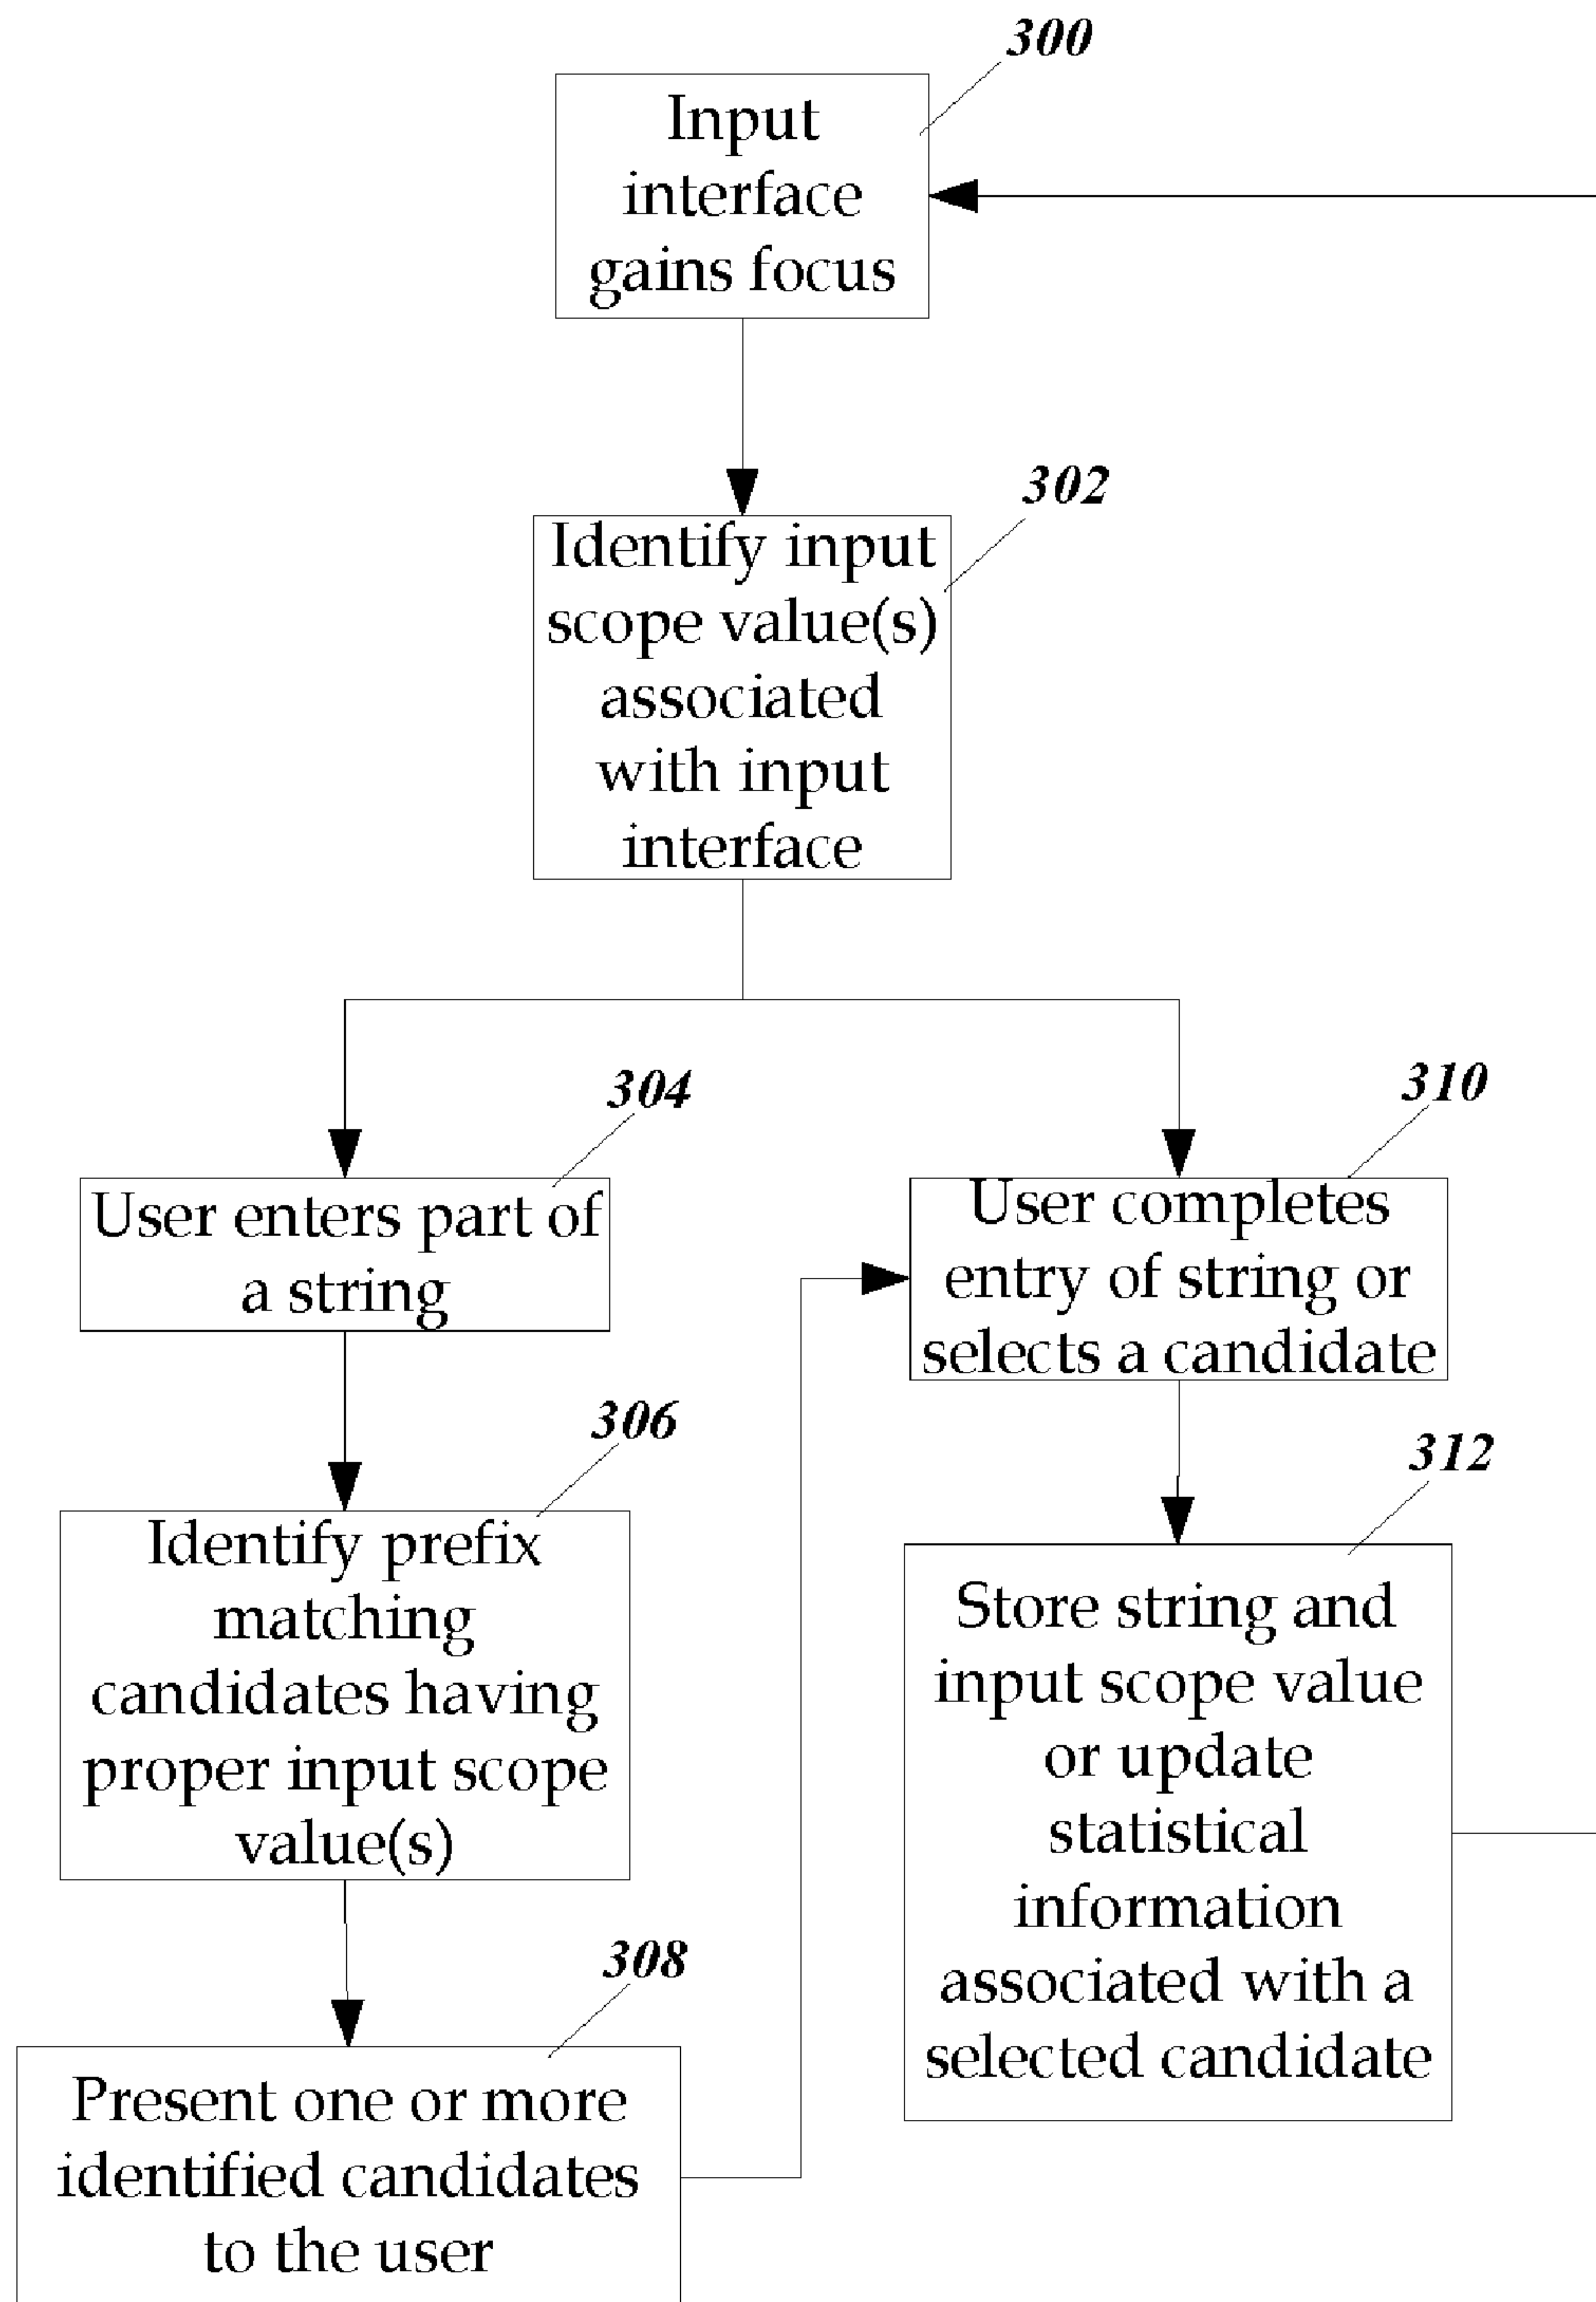 300
Input
interface
gains focus
302
Identify input
scope value(s)
associated
with input
interface
304
User enters part of
a string
306
Identify prefix
matching
candidates having
proper input scope
value(s)
308
Present one or more
identified candidates
to the user
310
User completes
entry of string or
selects a candidate
312
Store string and
input scope value
or update
statistical
information
associated with a
selected candidate